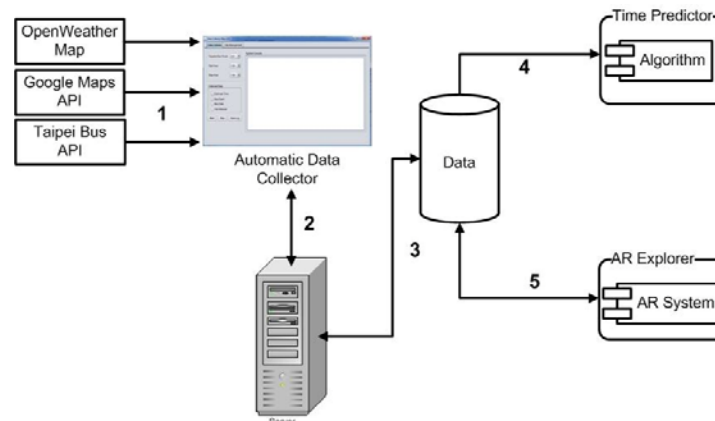 OpenWeather
Map
Google Maps
API
Taipei Bus
API
1
Automatic Data
Collector
2
3
Data
4
Time Predictor
Algorithm
5
AR Explorer
AR System